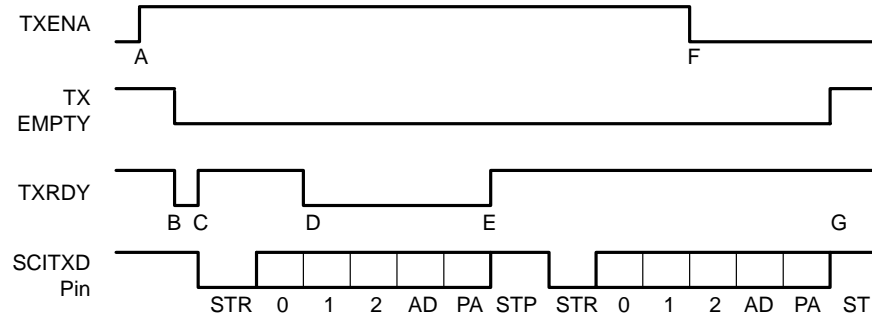 TXENA
A F
TX
EMPTY
TXRDY
B C D E G
SCITXD
Pin
STR 0 1 2 AD PA STP STR 0 1 2 AD PA ST